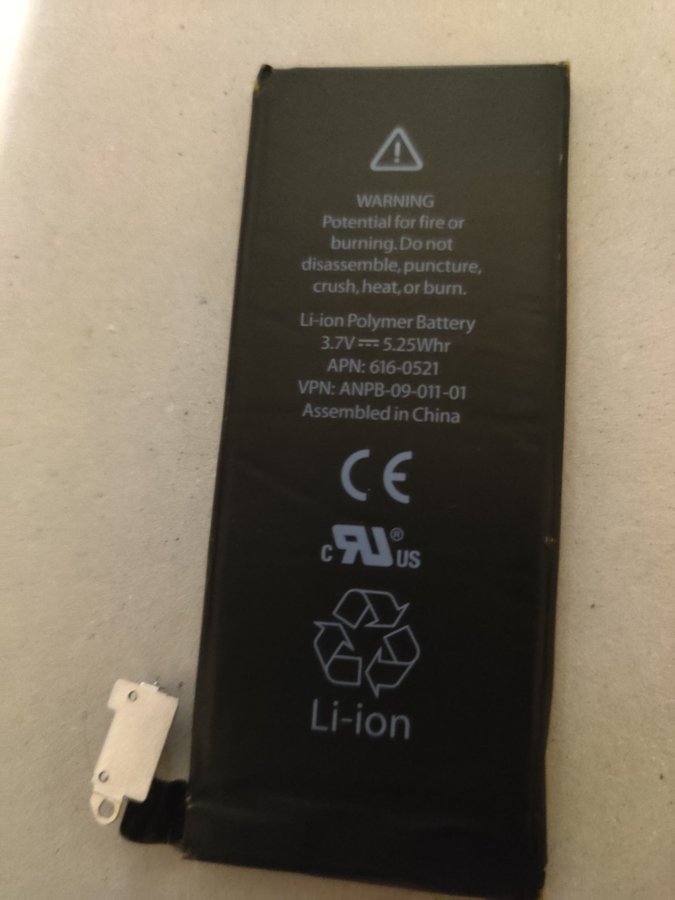 WARNING
Potential for fire or
burning. Do not
disassemble, puncture,
crush, heat, or burn.
Li-ion Polymer Battery
3.7V ⎓ 5.25Whr
APN: 616-0521
VPN: ANPB-09-011-01
Assembled in China
CE
c RU® US
Li-ion